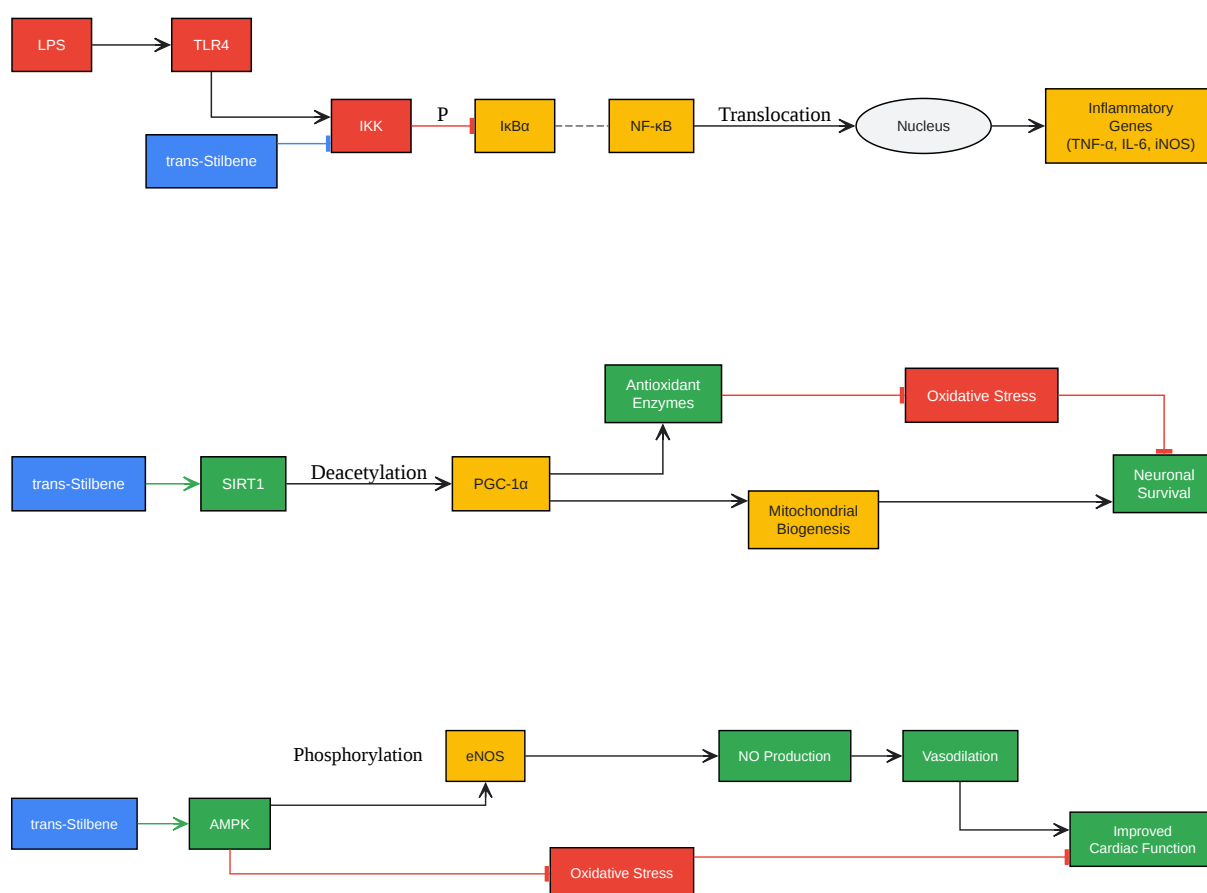 LPS
TLR4
IKK
P
IκBα
NF-κB
Translocation
Nucleus
Inflammatory
Genes
(TNF-α, IL-6, iNOS)
trans-Stilbene
Antioxidant
Enzymes
Oxidative Stress
trans-Stilbene
SIRT1
Deacetylation
PGC-1α
Mitochondrial
Biogenesis
Neuronal
Survival
Phosphorylation
eNOS
NO Production
Vasodilation
trans-Stilbene
AMPK
Oxidative Stress
Improved
Cardiac Function